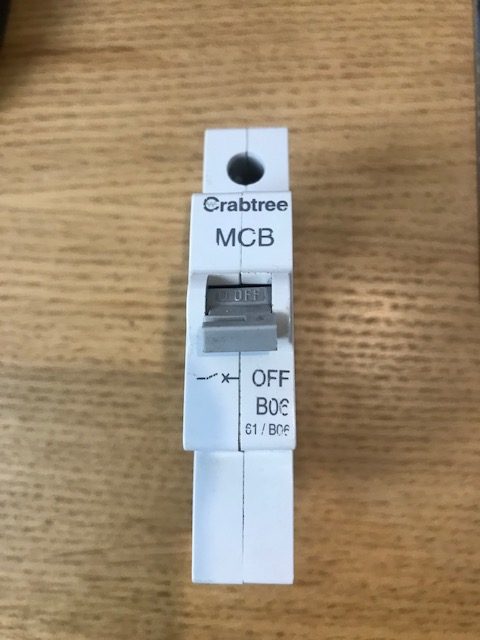 Crabtree
MCB
OFF
OFF
B06
61 / B06